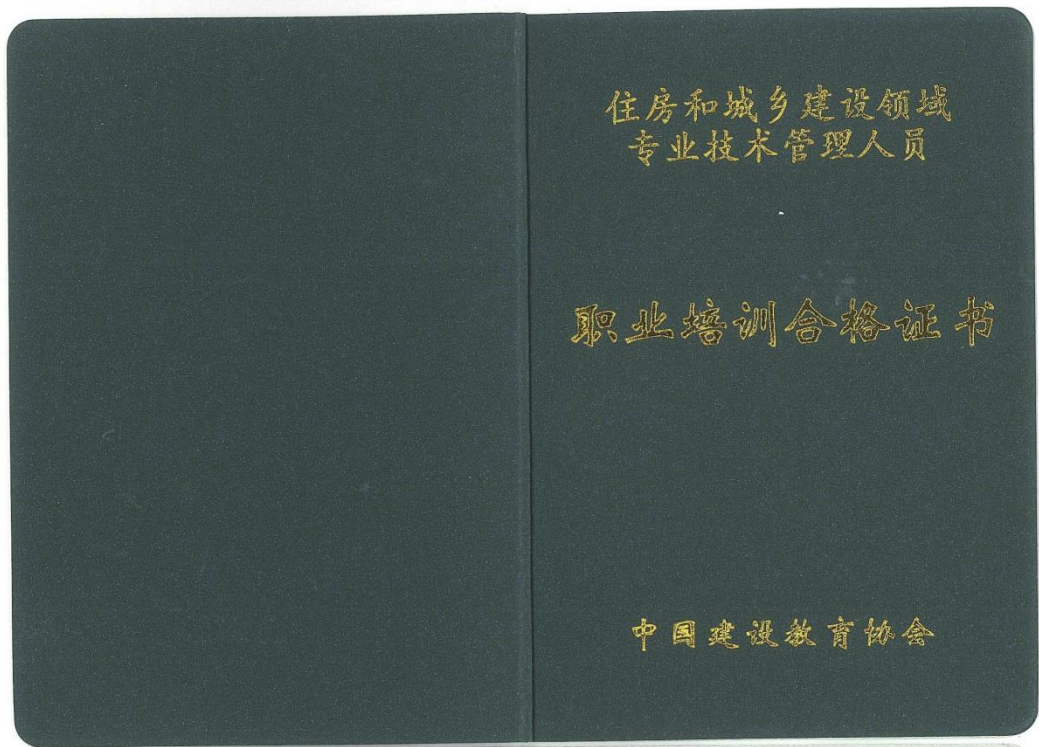 住房和城乡建设领域
专业技术管理人员
职业培训合格证书
中国建设教育协会